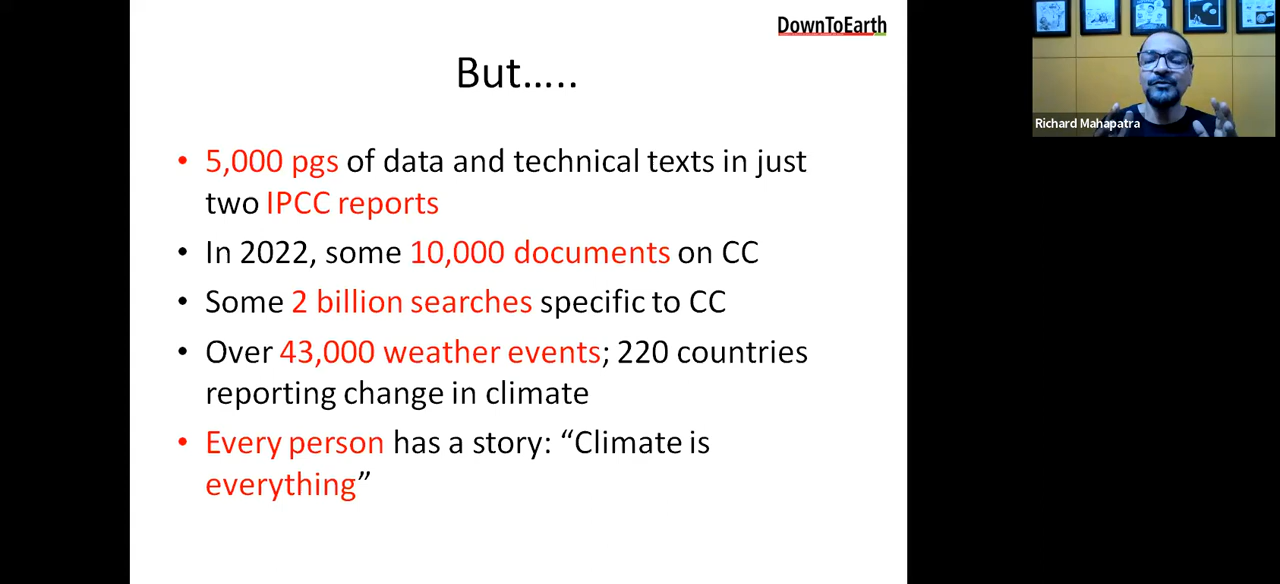 DownToEarth
But…..
• 5,000 pgs of data and technical texts in just
two IPCC reports
• In 2022, some 10,000 documents on CC
• Some 2 billion searches specific to CC
• Over 43,000 weather events; 220 countries
reporting change in climate
• Every person has a story: “Climate is
everything”
Richard Mahapatra